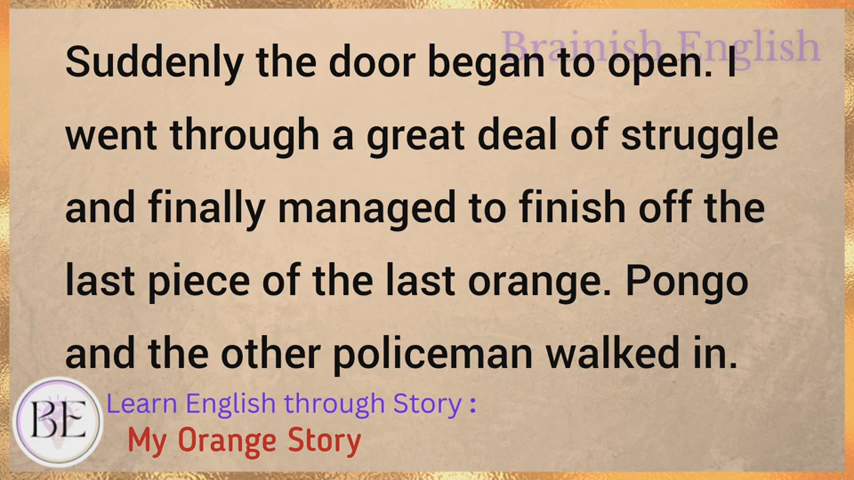 Brainish English
Suddenly the door began to open. I
went through a great deal of struggle
and finally managed to finish off the
last piece of the last orange. Pongo
and the other policeman walked in.
BE
Learn English through Story :
My Orange Story